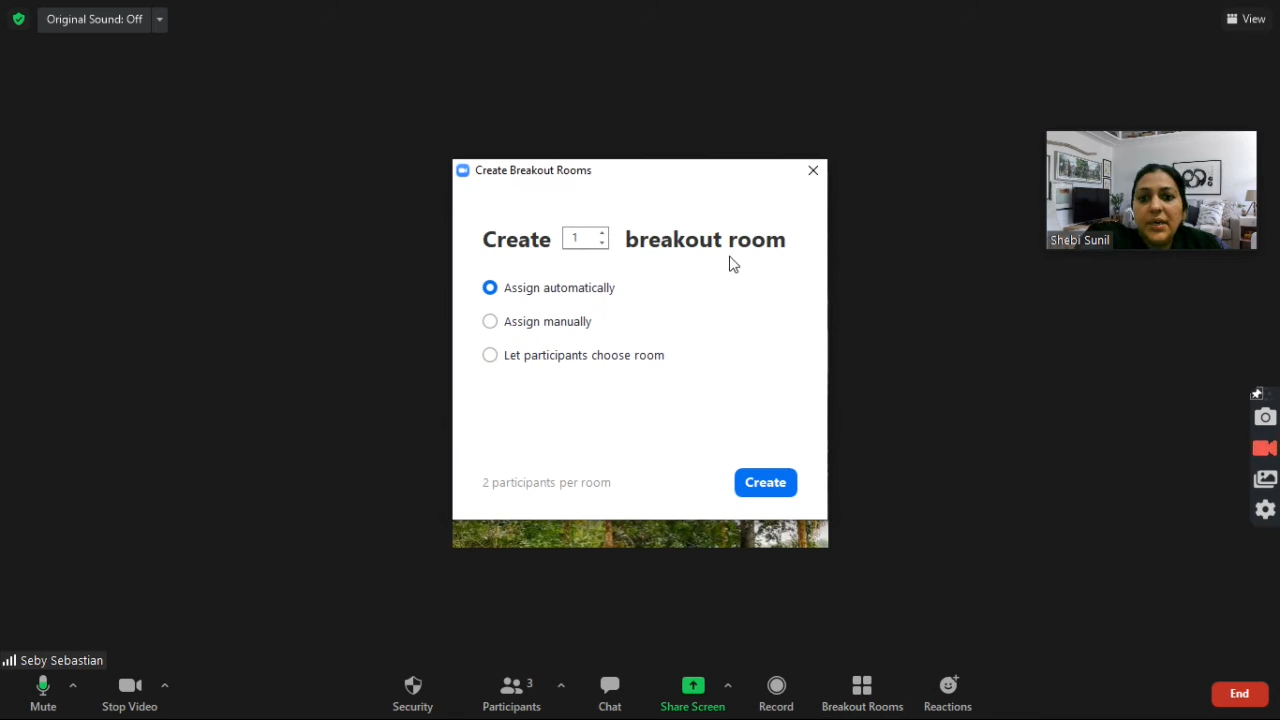 Original Sound: Off
View
Create Breakout Rooms
Create 1 breakout room
Shebi Sunil
Assign automatically
Assign manually
Let participants choose room
2 participants per room
Create
Seby Sebastian
Mute
Stop Video
Security
Participants 3
Chat
Share Screen
Record
Breakout Rooms
Reactions
End